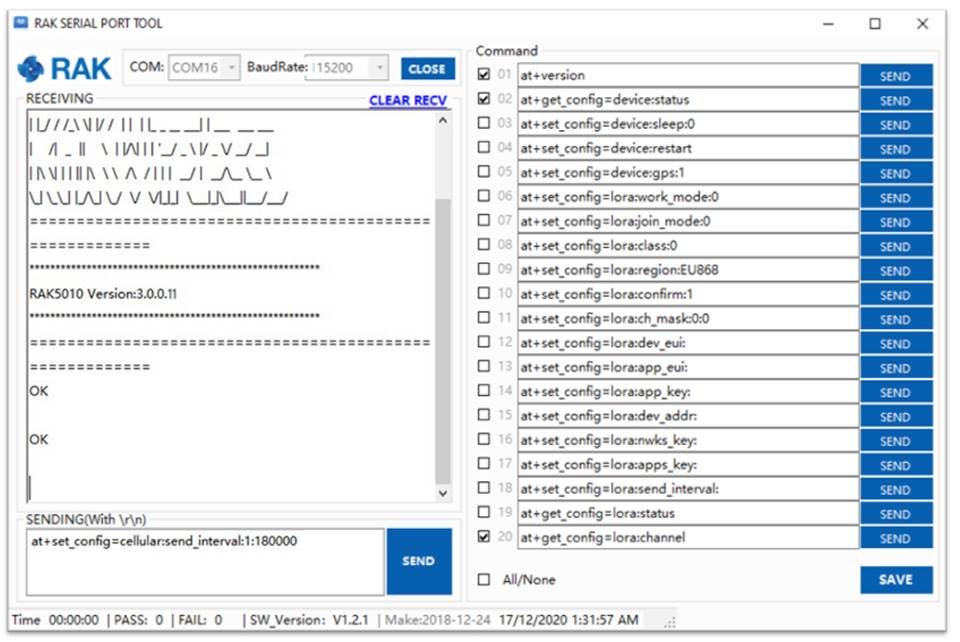 RAK SERIAL PORT TOOL
RAK COM: COM16 BaudRate: 115200 CLOSE
RECEIVING CLEAR RECV
=============================================
=============
********************************************************
RAK5010 Version:3.0.0.11
********************************************************
=============================================
=============
OK
OK
SENDING(With \r\n)
at+set_config=cellular:send_interval:1:180000
SEND
Command
01 at+version SEND
02 at+get_config=device:status SEND
03 at+set_config=device:sleep:0 SEND
04 at+set_config=device:restart SEND
05 at+set_config=device:gps:1 SEND
06 at+set_config=lora:work_mode:0 SEND
07 at+set_config=lora:join_mode:0 SEND
08 at+set_config=lora:class:0 SEND
09 at+set_config=lora:region:EU868 SEND
10 at+set_config=lora:confirm:1 SEND
11 at+set_config=lora:ch_mask:0:0 SEND
12 at+set_config=lora:dev_eui: SEND
13 at+set_config=lora:app_eui: SEND
14 at+set_config=lora:app_key: SEND
15 at+set_config=lora:dev_addr: SEND
16 at+set_config=lora:nwks_key: SEND
17 at+set_config=lora:apps_key: SEND
18 at+set_config=lora:send_interval: SEND
19 at+get_config=lora:status SEND
20 at+get_config=lora:channel SEND
All/None SAVE
Time 00:00:00 | PASS: 0 | FAIL: 0 | SW_Version: V1.2.1 | Make:2018-12-24 17/12/2020 1:31:57 AM